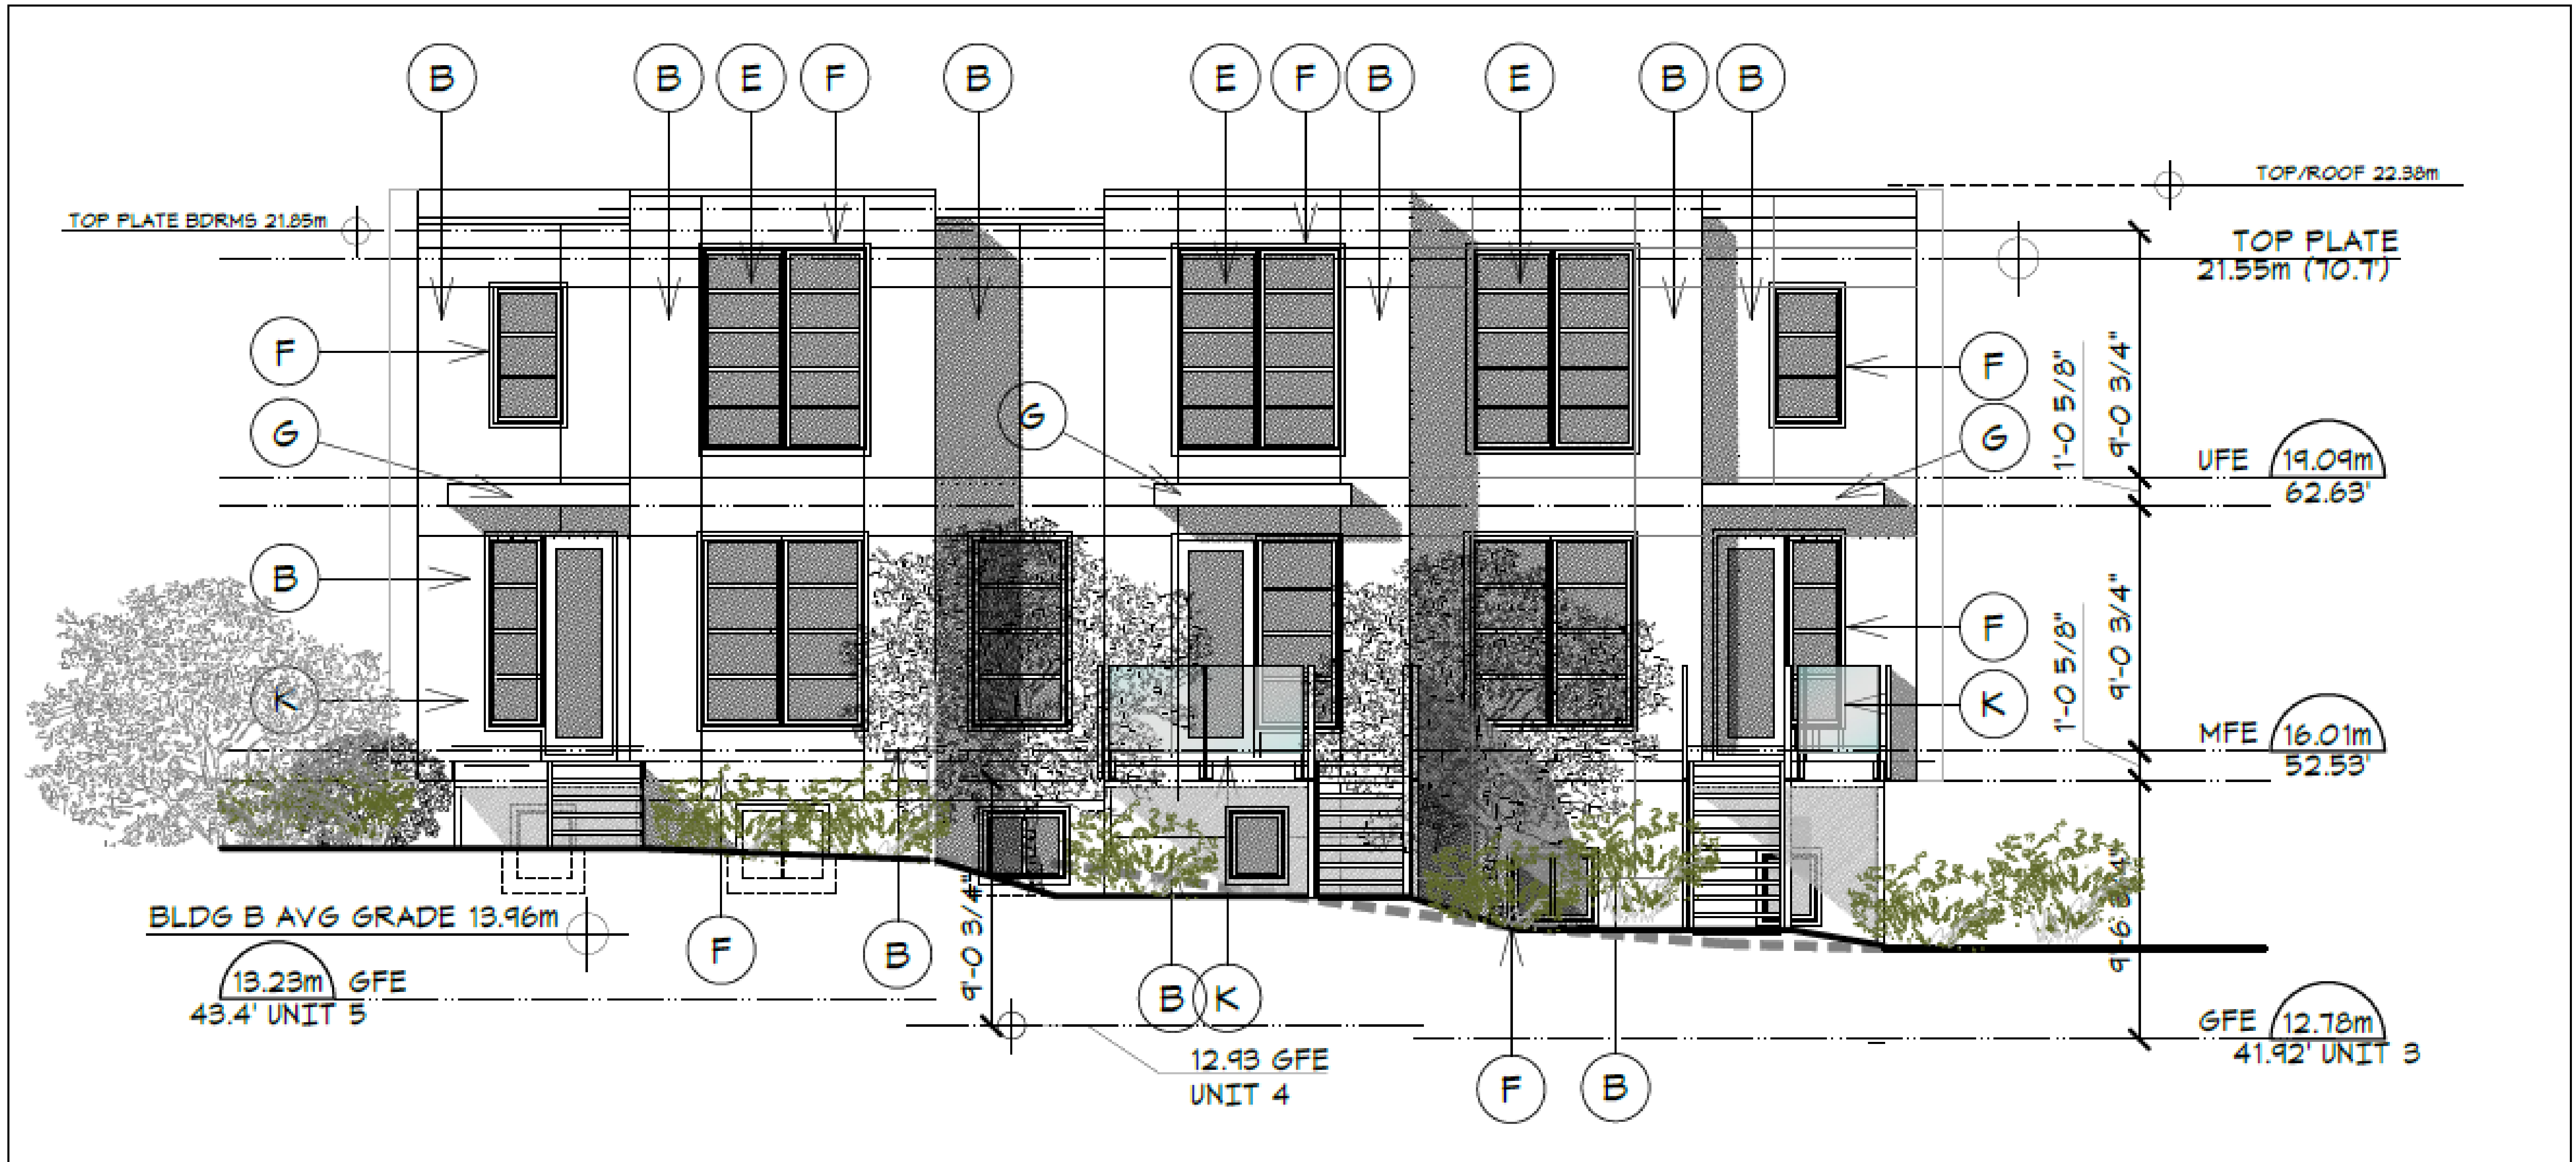 B
B
E
F
B
E
F
B
E
B
B
TOP/ROOF 22.38m
TOP PLATE BDRMS 21.85m
TOP PLATE
21.55m (70.7')
F
G
G
F
G
1'-0 5/8"
9'-0 3/4"
UFE 19.09m
62.63'
B
K
F
K
1'-0 5/8"
9'-0 3/4"
MFE 16.01m
52.53'
BLDG B AVG GRADE 13.96m
13.23m GFE
43.4' UNIT 5
F
B
9'-0 3/4"
B
K
12.93 GFE
UNIT 4
F
B
GFE 12.78m
41.92' UNIT 3